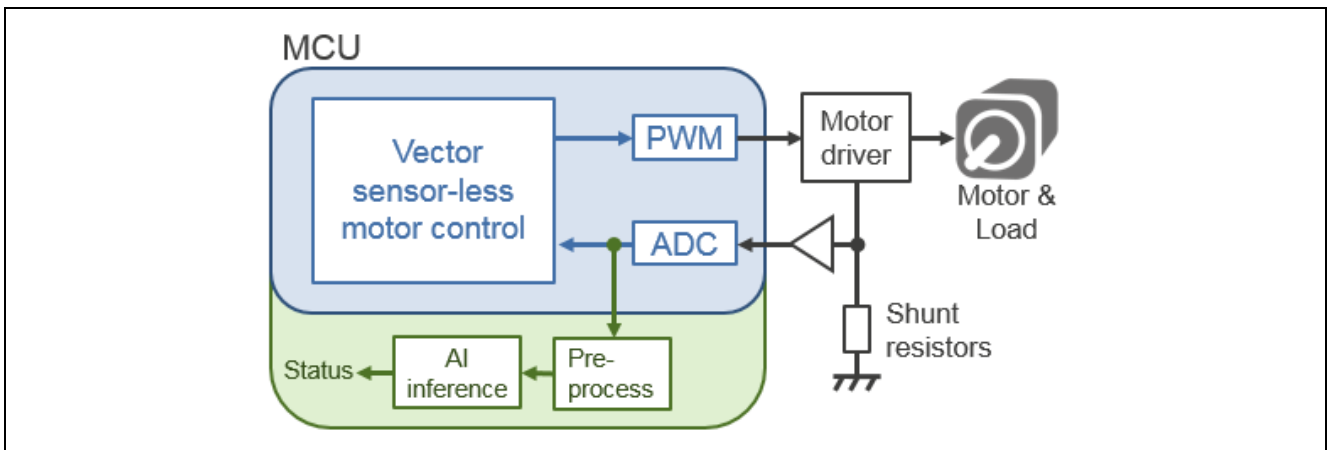 MCU
Vector
sensor-less
motor control
PWM
Motor
driver
Motor &
Load
ADC
Shunt
resistors
Status
AI
inference
Pre-
process